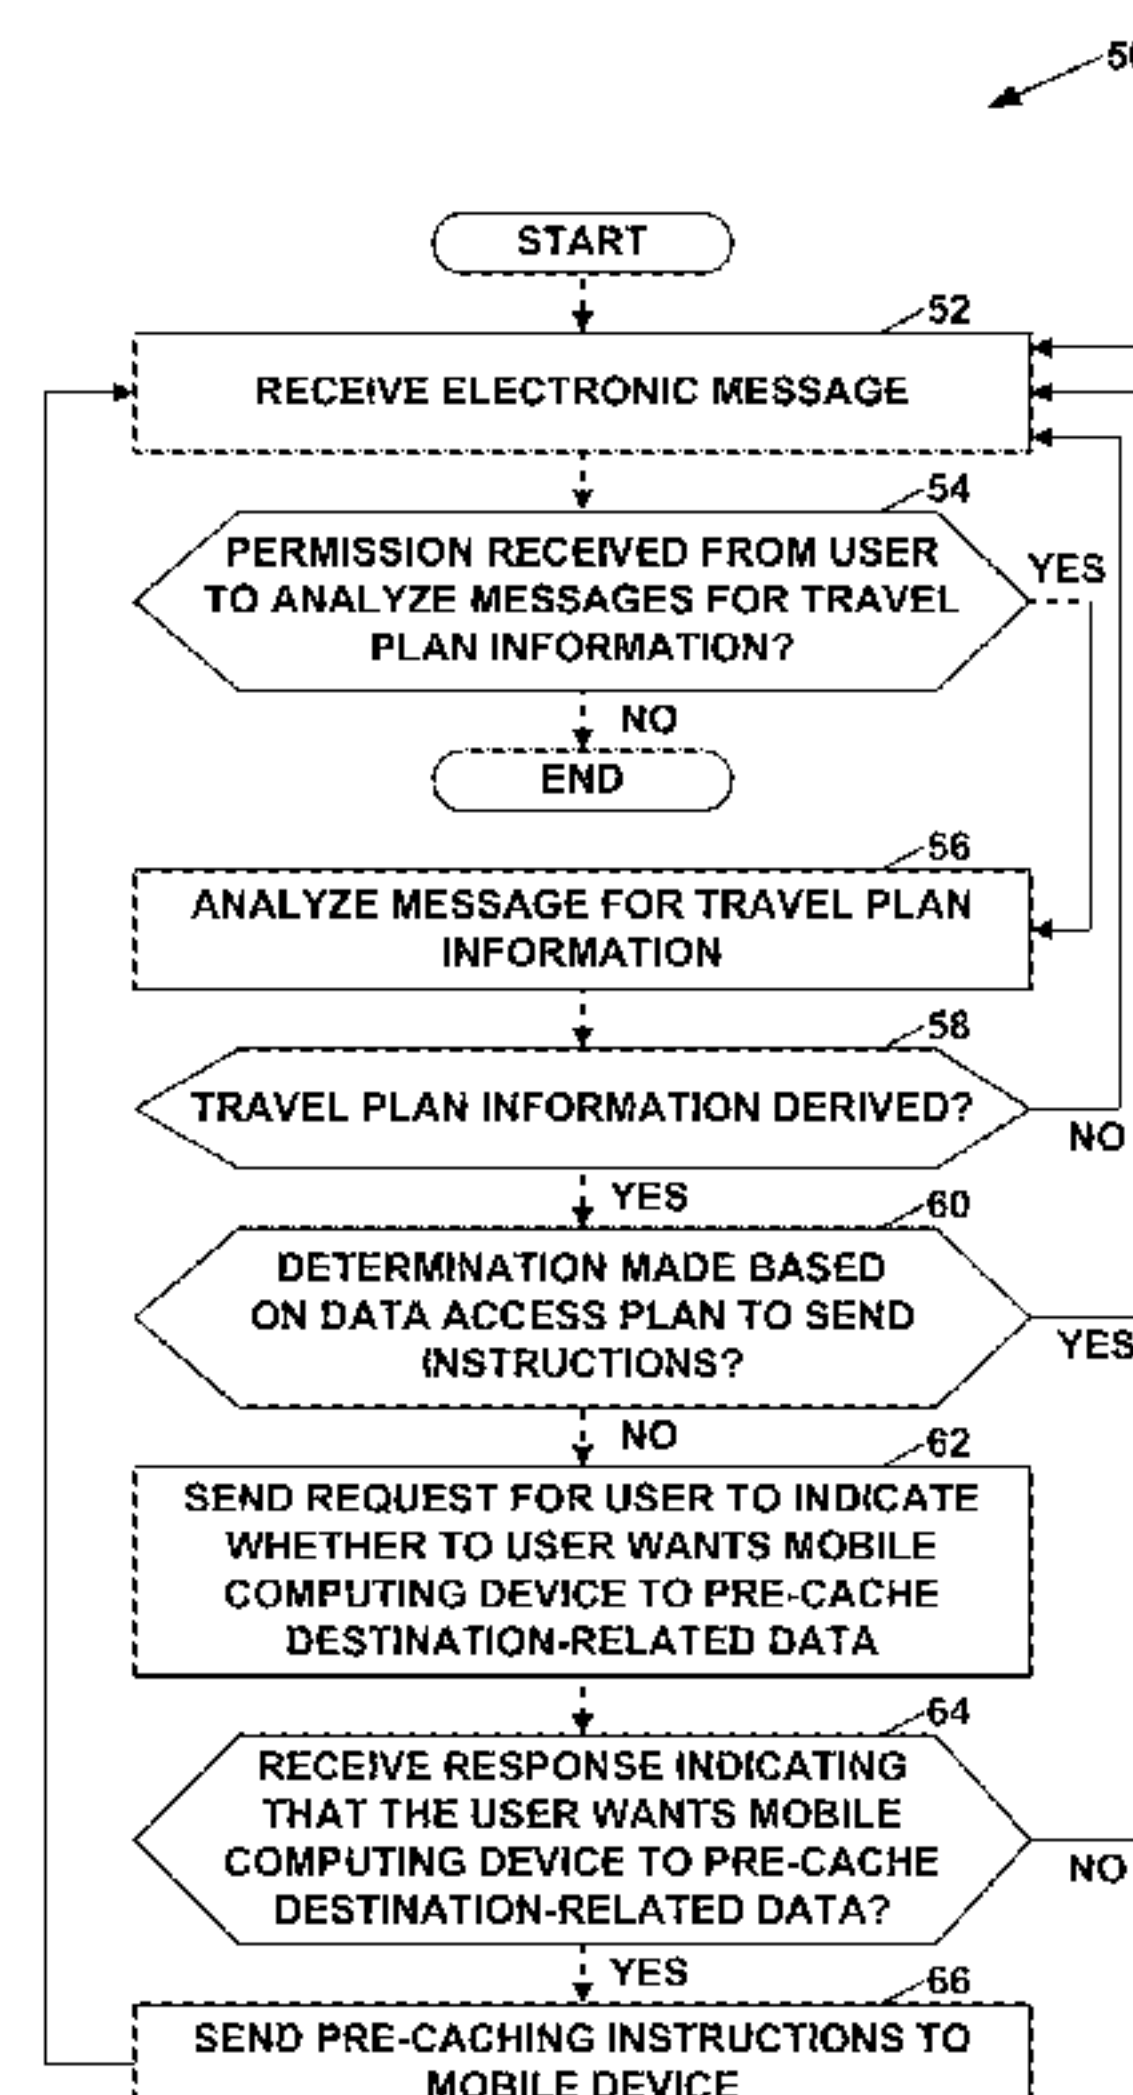 START
52
RECEIVE ELECTRONIC MESSAGE
54
PERMISSION RECEIVED FROM USER
TO ANALYZE MESSAGES FOR TRAVEL
PLAN INFORMATION?
YES
NO
END
56
ANALYZE MESSAGE FOR TRAVEL PLAN
INFORMATION
58
TRAVEL PLAN INFORMATION DERIVED?
NO
YES
60
DETERMINATION MADE BASED
ON DATA ACCESS PLAN TO SEND
INSTRUCTIONS?
YES
NO
62
SEND REQUEST FOR USER TO INDICATE
WHETHER TO USER WANTS MOBILE
COMPUTING DEVICE TO PRE-CACHE
DESTINATION-RELATED DATA
64
RECEIVE RESPONSE INDICATING
THAT THE USER WANTS MOBILE
COMPUTING DEVICE TO PRE-CACHE
DESTINATION-RELATED DATA?
NO
YES
66
SEND PRE-CACHING INSTRUCTIONS TO
MOBILE DEVICE